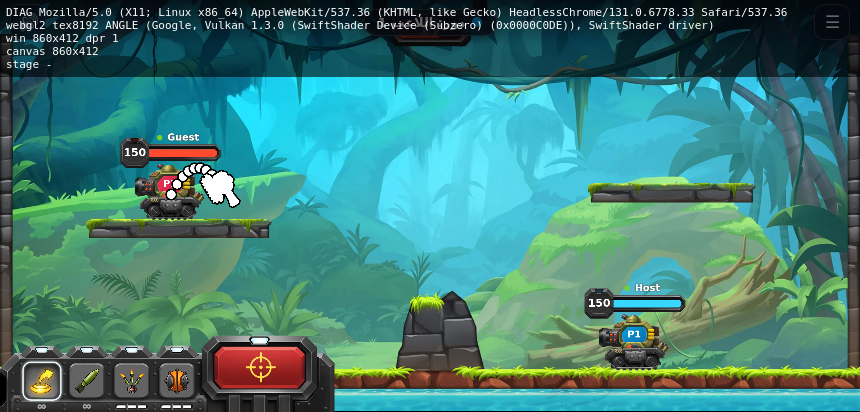 DIAG Mozilla/5.0 (X11; Linux x86_64) AppleWebKit/537.36 (KHTML, like Gecko) HeadlessChrome/131.0.6778.33 Safari/537.36
webgl2 tex8192 ANGLE (Google, Vulkan 1.3.0 (SwiftShader Device (Subzero) (0x0000C0DE)), SwiftShader driver)
win 860x412 dpr 1
canvas 860x412
stage -
Guest
150
Host
150
P1
∞ ∞